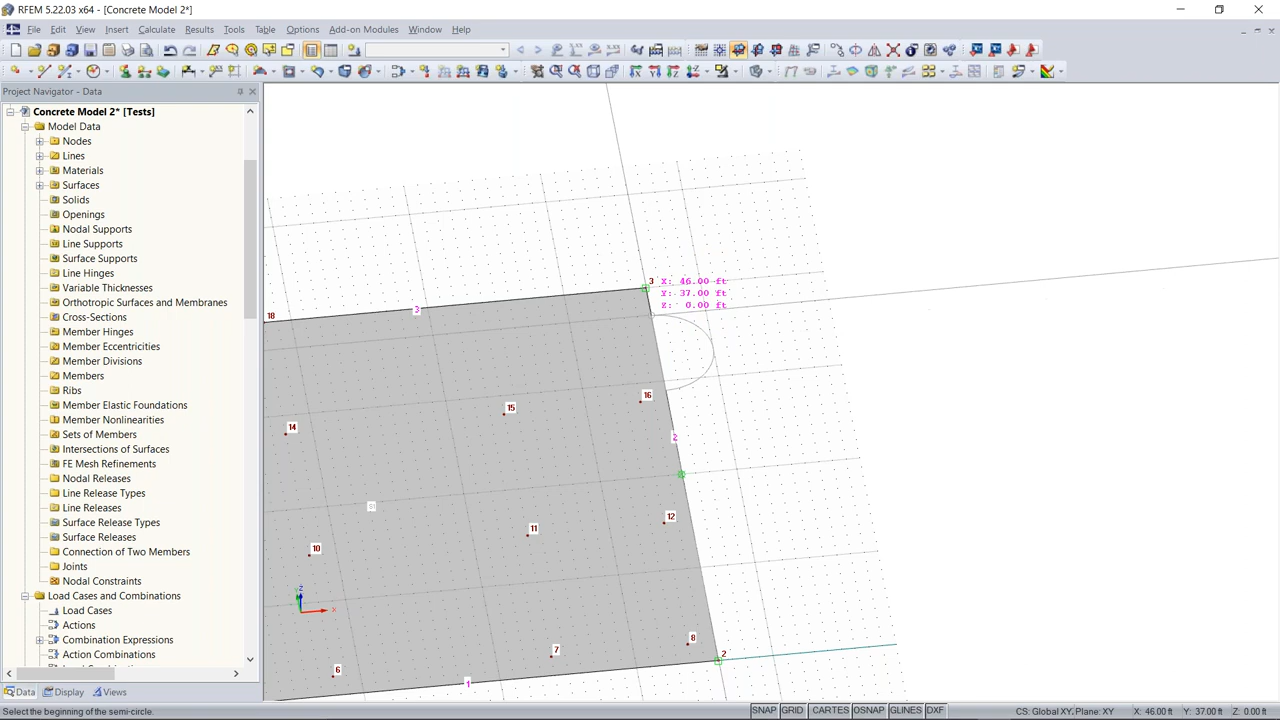 RFEM 5.22.03 x64 - [Concrete Model 2*]
File Edit View Insert Calculate Results Tools Table Options Add-on Modules Window Help
Project Navigator - Data
Concrete Model 2* [Tests]
Model Data
Nodes
Lines
Materials
Surfaces
Solids
Openings
Nodal Supports
Line Supports
Surface Supports
Line Hinges
Variable Thicknesses
Orthotropic Surfaces and Membranes
Cross-Sections
Member Hinges
Member Eccentricities
Member Divisions
Members
Ribs
Member Elastic Foundations
Member Nonlinearities
Sets of Members
Intersections of Surfaces
FE Mesh Refinements
Nodal Releases
Line Release Types
Line Releases
Surface Release Types
Surface Releases
Connection of Two Members
Joints
Nodal Constraints
Load Cases and Combinations
Load Cases
Actions
Combination Expressions
Action Combinations
Data Display Views
3 X: 46.00 ft
Y: 37.00 ft
Z: 0.00 ft
18
3
16
15
14
2
12
11
10
8
7
6
2
1
Z
X
Select the beginning of the semi-circle.
SNAP GRID CARTES OSNAP GLINES DXF
CS: Global XY, Plane: XY
X: 46.00 ft Y: 37.00 ft Z: 0.00 ft